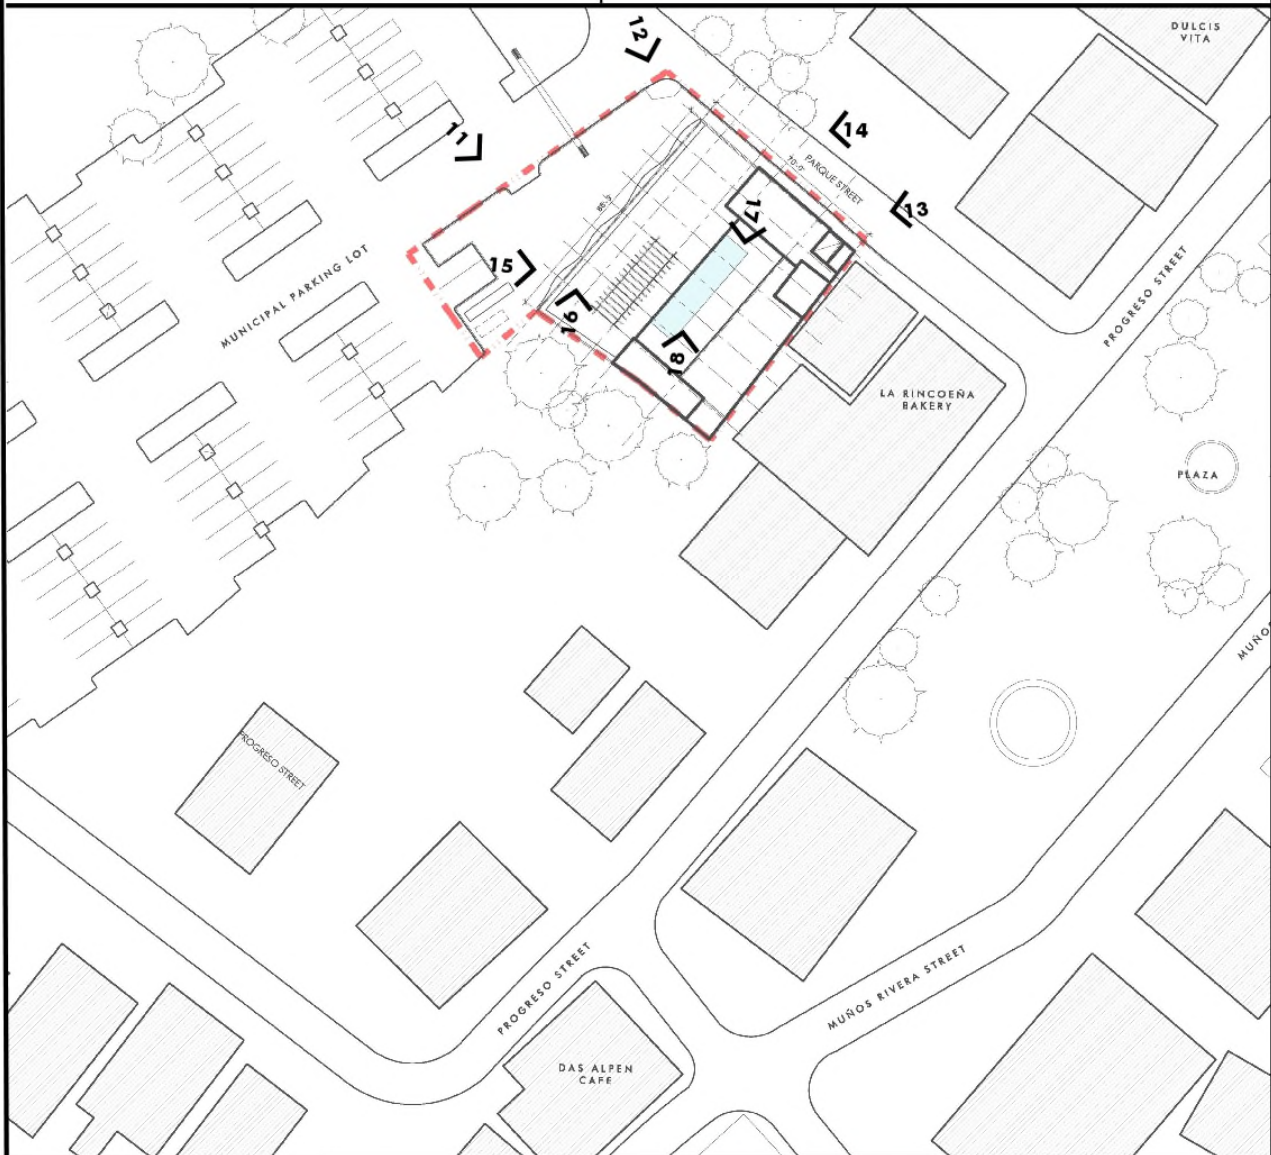 DULCIS
VITA
12
11
14
PARQUE STREET
70'-0"
13
17
15
16
18
MUNICIPAL PARKING LOT
PROGRESO STREET
LA RINCOEÑA
BAKERY
PLAZA
MUÑOS
PROGRESO STREET
PROGRESO STREET
MUÑOS RIVERA STREET
DAS ALPEN
CAFE